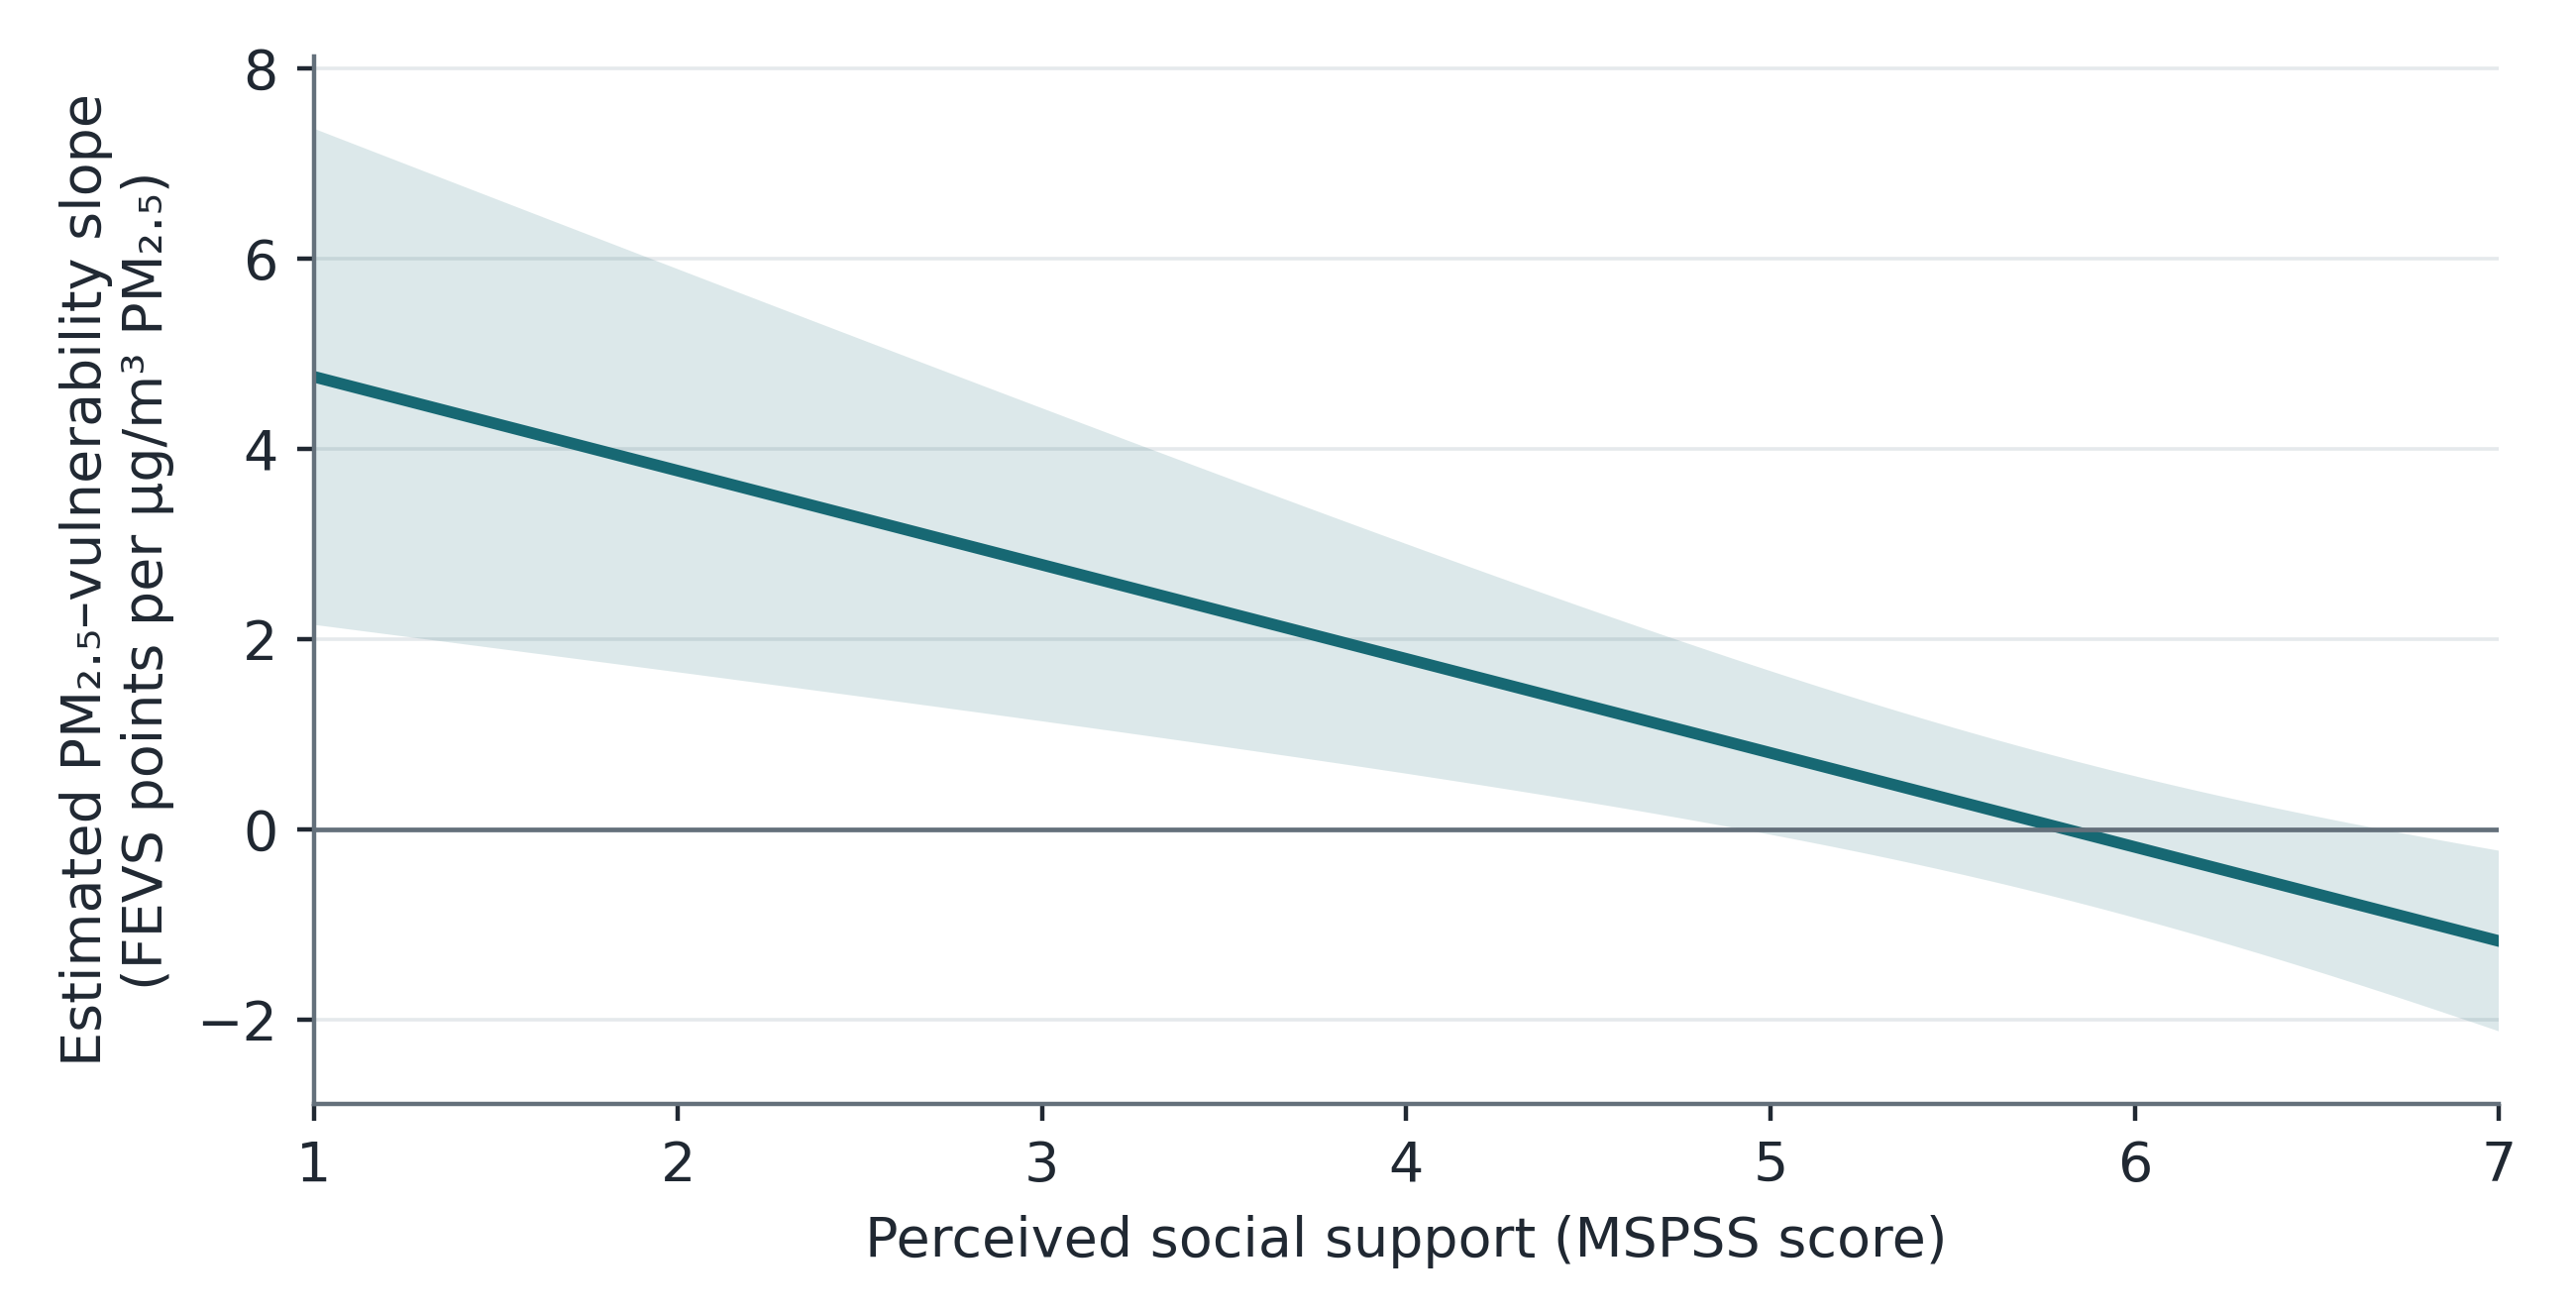 Estimated PM₂.₅–vulnerability slope
(FEVS points per µg/m³ PM₂.₅)
8
6
4
2
0
−2
1 2 3 4 5 6 7
Perceived social support (MSPSS score)